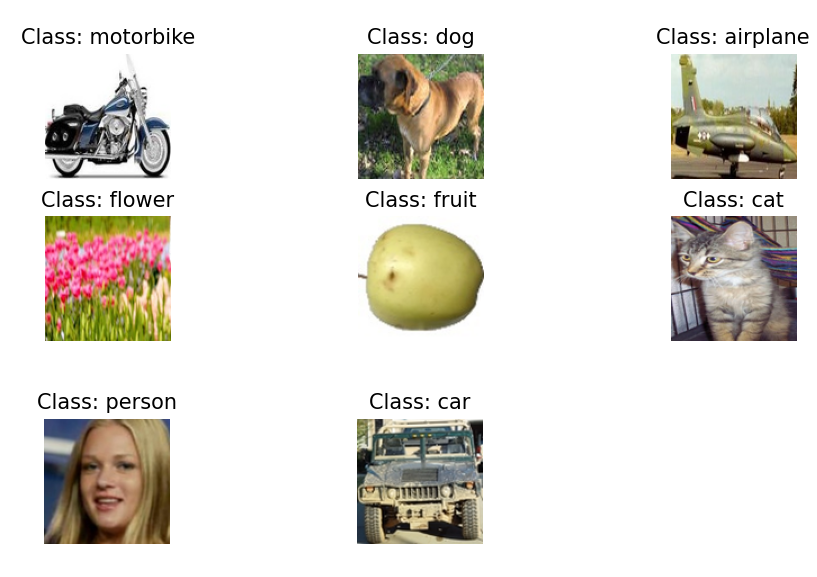 Class: motorbike
Class: dog
Class: airplane
Class: flower
Class: fruit
Class: cat
Class: person
Class: car